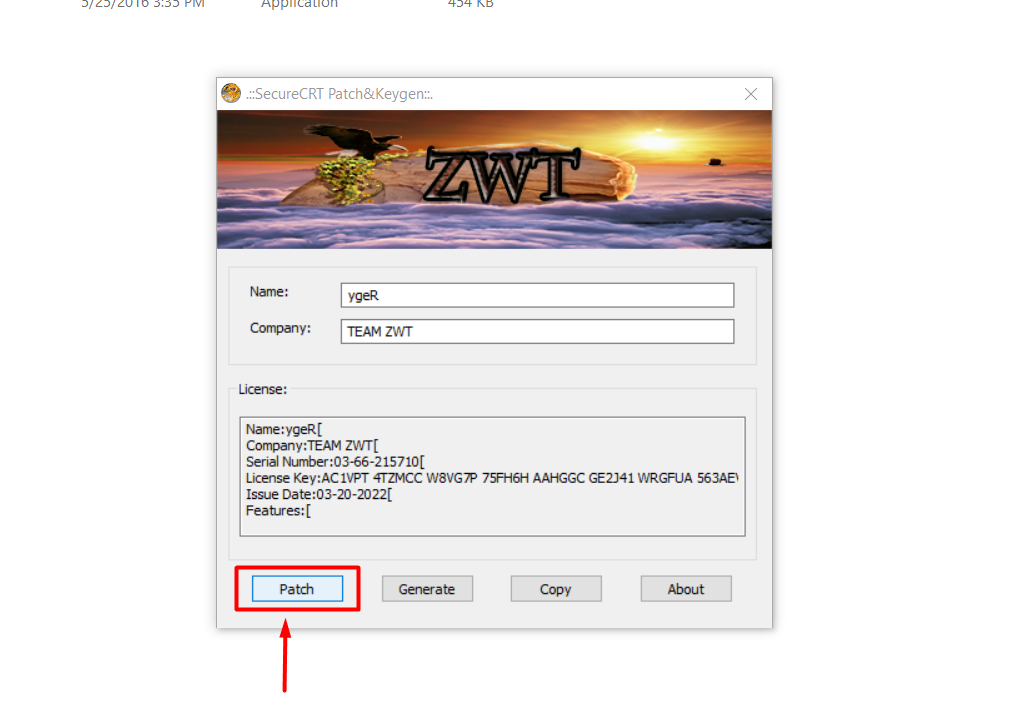 5/25/2016 3:35 PM Application 454 KB
.::SecureCRT Patch&Keygen::.
ZWT
Name: ygeR
Company: TEAM ZWT
License:
Name:ygeR[
Company:TEAM ZWT[
Serial Number:03-66-215710[
License Key:AC1VPT 4TZMCC W8VG7P 75FH6H AAHGGC GE2J41 WRGFUA
Issue Date:03-20-2022[
Features:[
Patch Generate Copy About